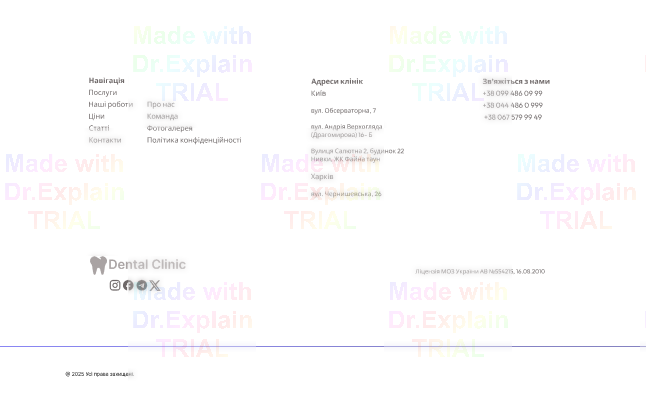 Made with
Dr.Explain
TRIAL
Made with
Dr.Explain
TRIAL
Навігація
Послуги
Наші роботи
Ціни
Статті
Контакти
Про нас
Команда
Фотогалерея
Політика конфіденційності
Адреси клінік
Київ
вул. Обсерваторна, 7
вул. Андрія Верхогляда
(Драгомирова)
Вулиця Салютна 2, будинок 22
Нивки, ЖК Файна таун
Харків
вул. Чернишовська, 26
Зв'яжіться з нами
+38 099 486 09 99
+38 044 486 0 999
+38 067 579 99 49
Made with
Dr.Explain
TRIAL
Made with
Dr.Explain
TRIAL
Made with
Dr.Explain
TRIAL
Dental Clinic
Ліцензія МОЗ України АВ 16.08.2010
Made with
Dr.Explain
TRIAL
Made with
Dr.Explain
TRIAL
@ 2025 Усі права захищені